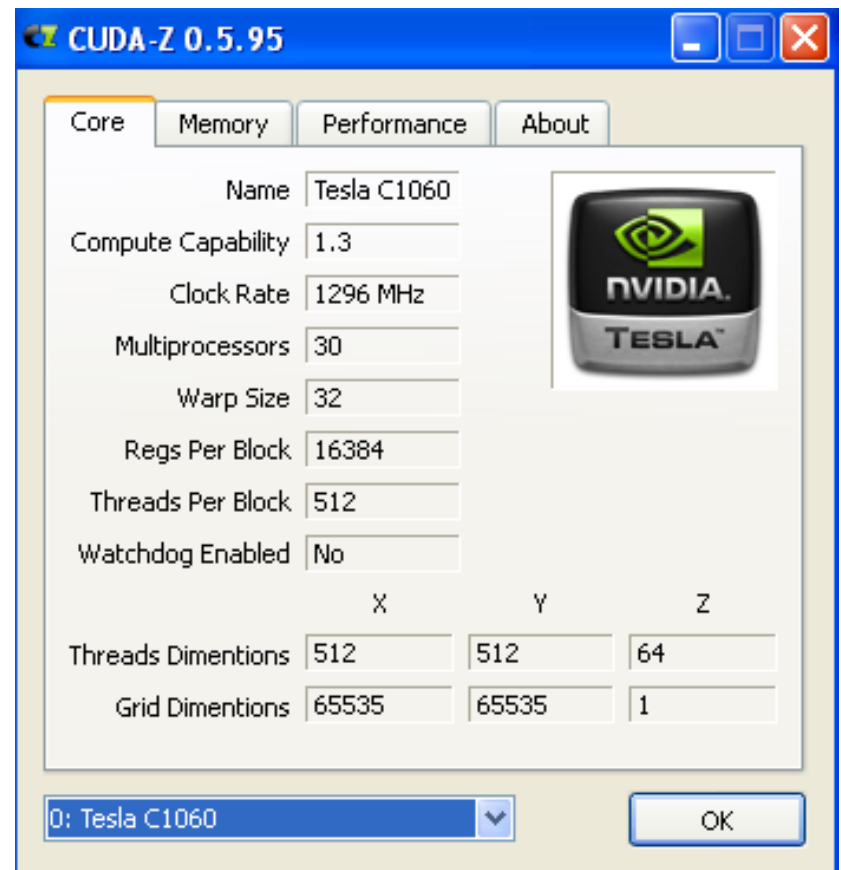 CUDA-Z 0.5.95
Core Memory Performance About
Name Tesla C1060
Compute Capability 1.3
Clock Rate 1296 MHz
Multiprocessors 30
Warp Size 32
Regs Per Block 16384
Threads Per Block 512
Watchdog Enabled No
NVIDIA.
TESLA™
X Y Z
Threads Dimentions 512 512 64
Grid Dimentions 65535 65535 1
0: Tesla C1060
OK